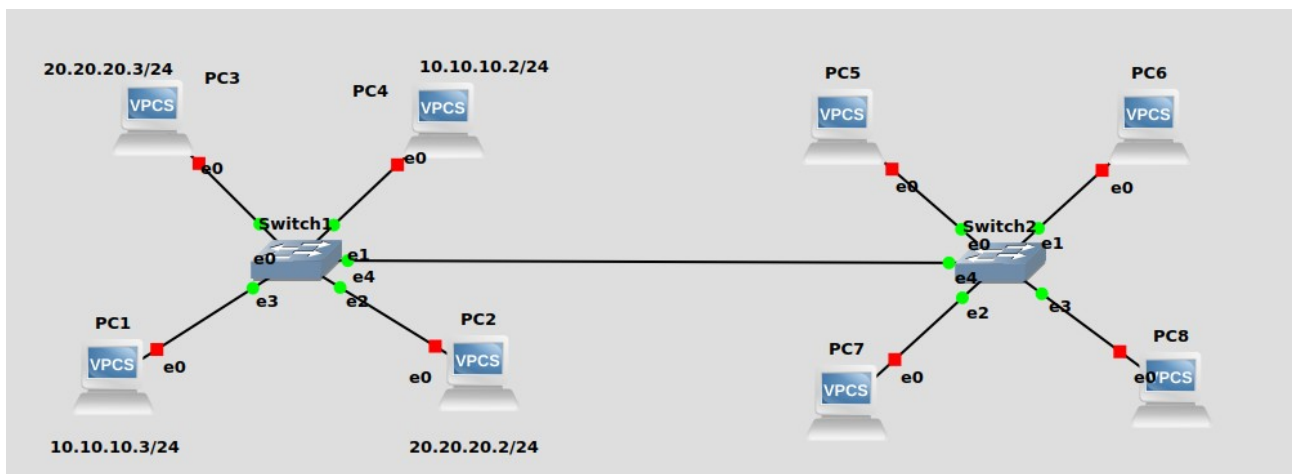 20.20.20.3/24
PC3
VPCS
e0
10.10.10.2/24
PC4
VPCS
e0
Switch1
e0
e1
e4
e3
e2
PC1
VPCS
e0
10.10.10.3/24
PC2
VPCS
e0
20.20.20.2/24
PC5
VPCS
e0
PC6
VPCS
e0
Switch2
e0
e1
e4
e2
e3
PC7
VPCS
e0
PC8
VPCS
e0